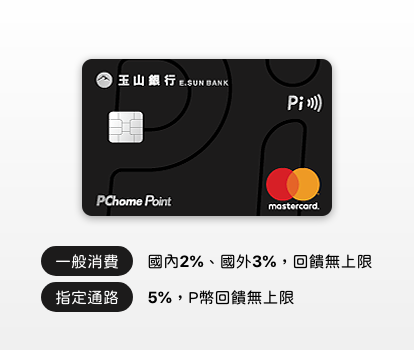 玉山銀行 E.SUN BANK
Pi
PChome Point
mastercard.
一般消費 國內2%、國外3%，回饋無上限
指定通路 5%，P幣回饋無上限